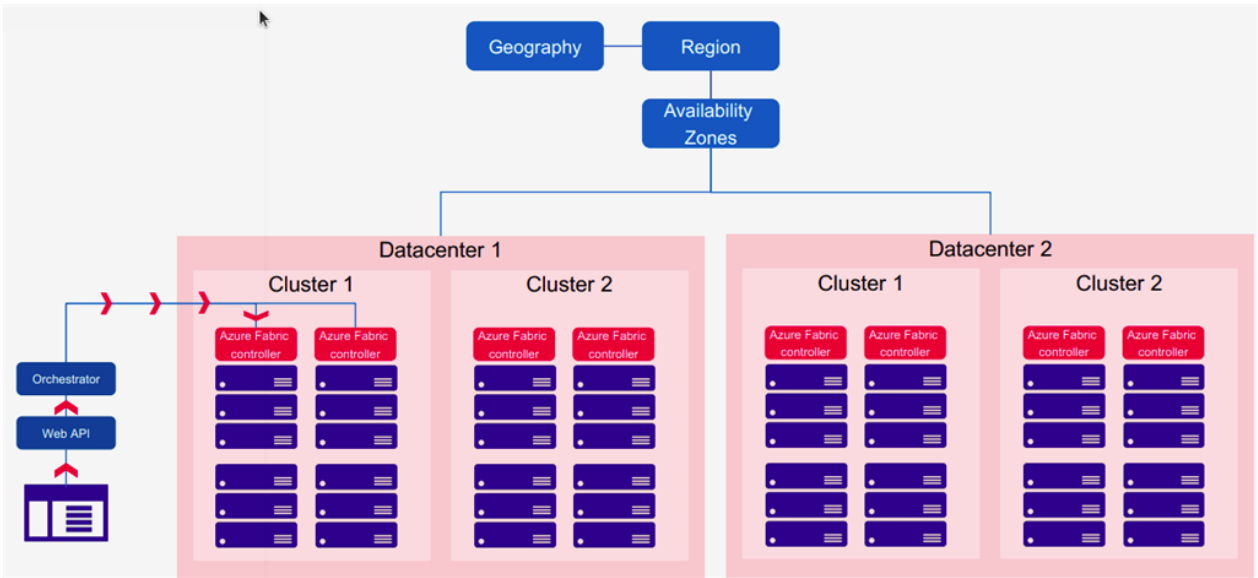 Geography
Region
Availability
Zones
Datacenter 1
Datacenter 2
Cluster 1
Cluster 2
Cluster 1
Cluster 2
Azure Fabric
controller
Azure Fabric
controller
Azure Fabric
controller
Azure Fabric
controller
Azure Fabric
controller
Azure Fabric
controller
Azure Fabric
controller
Azure Fabric
controller
Orchestrator
Web API